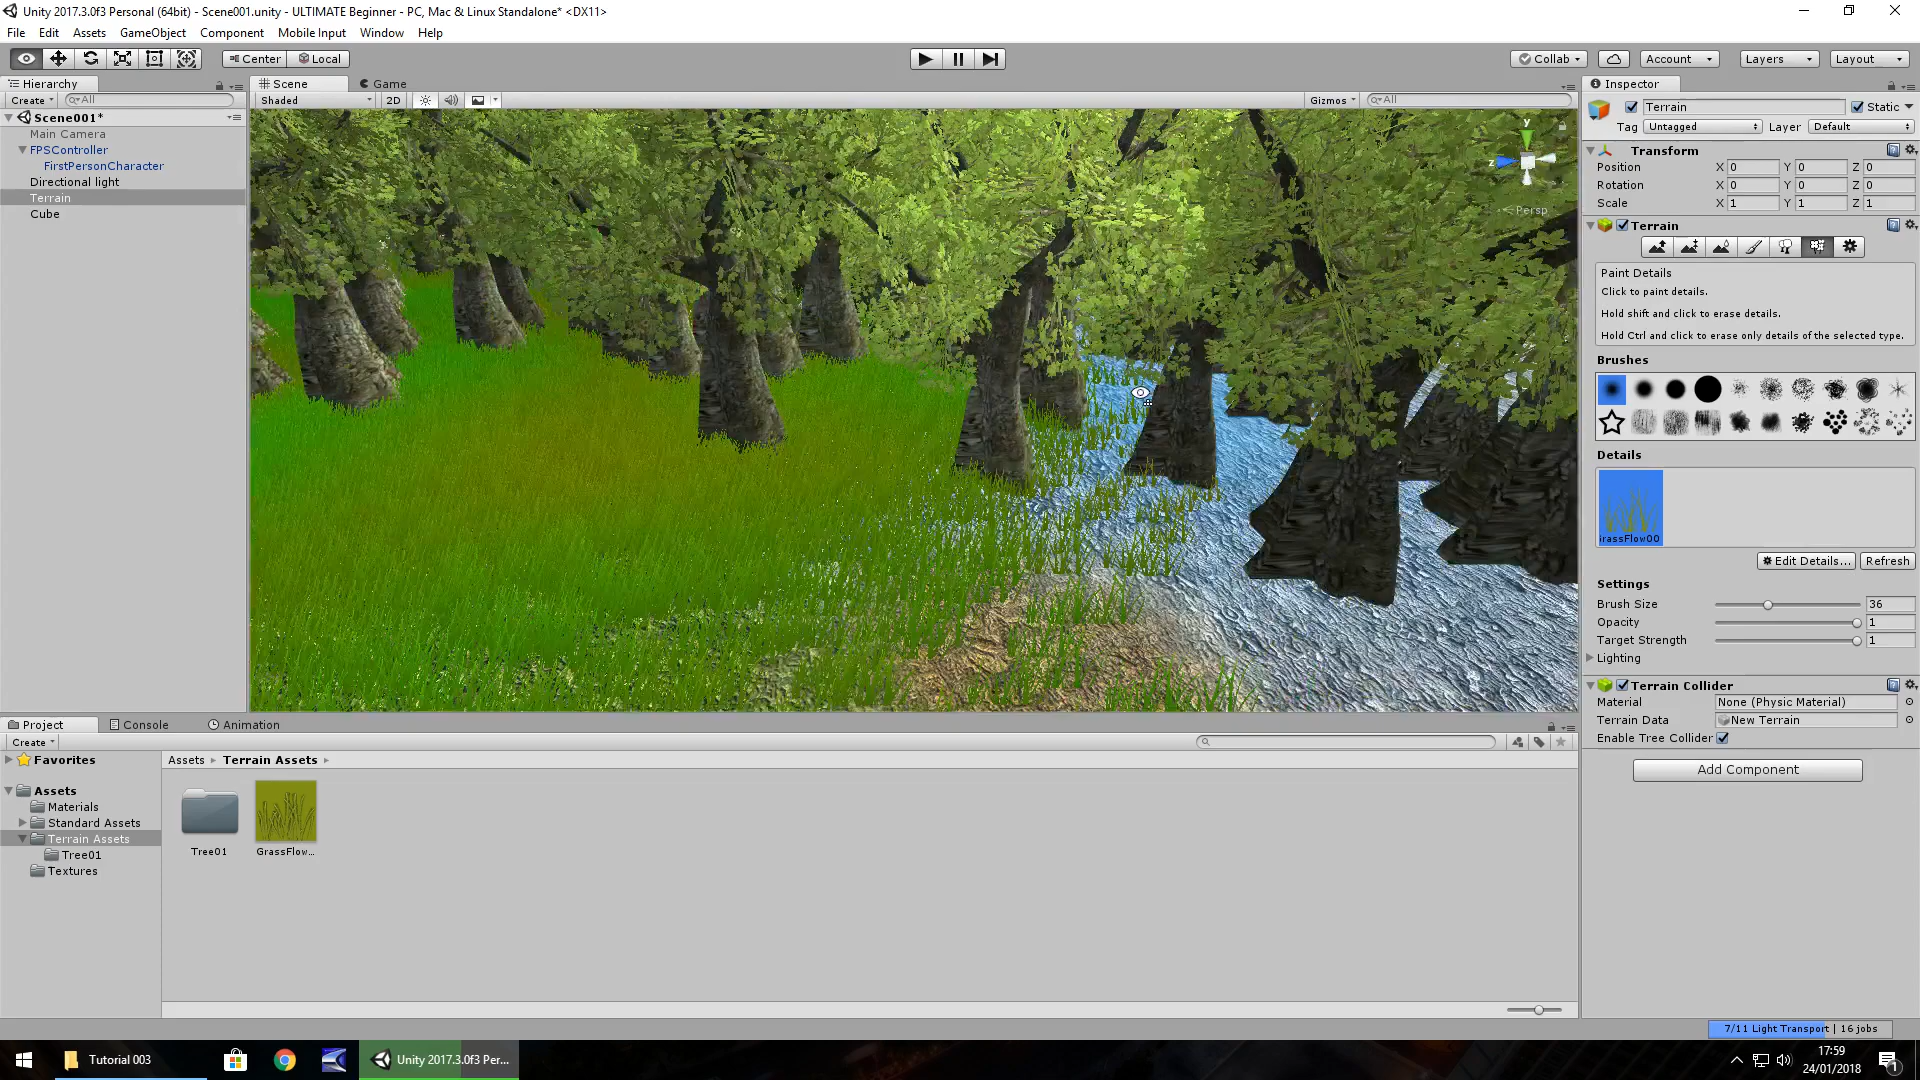 Unity 2017.3.0f3 Personal (64bit) - Scene001.unity - ULTIMATE Beginner - PC, Mac & Linux Standalone* <DX11>
File Edit Assets GameObject Component Mobile Input Window Help
Center Local Collab Account Layers Layout
Hierarchy Scene Game Inspector
Create All Shaded 2D Gizmos All
Terrain Static
Tag Untagged Layer Default
Scene001*
Main Camera
FPSController
FirstPersonCharacter
Directional light
Terrain
Cube
y
z
Persp
Transform
Position X 0 Y 0 Z 0
Rotation X 0 Y 0 Z 0
Scale X 1 Y 1 Z 1
Terrain
Paint Details
Click to paint details.
Hold shift and click to erase details.
Hold Ctrl and click to erase only details of the selected type.
Brushes
Details
GrassFlow00
Edit Details... Refresh
Settings
Brush Size 36
Opacity 1
Target Strength 1
Lighting
Terrain Collider
Material None (Physic Material)
Terrain Data New Terrain
Enable Tree Collider
Add Component
Project Console Animation
Create
Favorites
Assets
Materials
Standard Assets
Terrain Assets
Tree01
Textures
Assets Terrain Assets
Tree01 GrassFlow...
7/11 Light Transport | 16 jobs
Tutorial 003 Unity 2017.3.0f3 Per...
17:59
24/01/2018
1